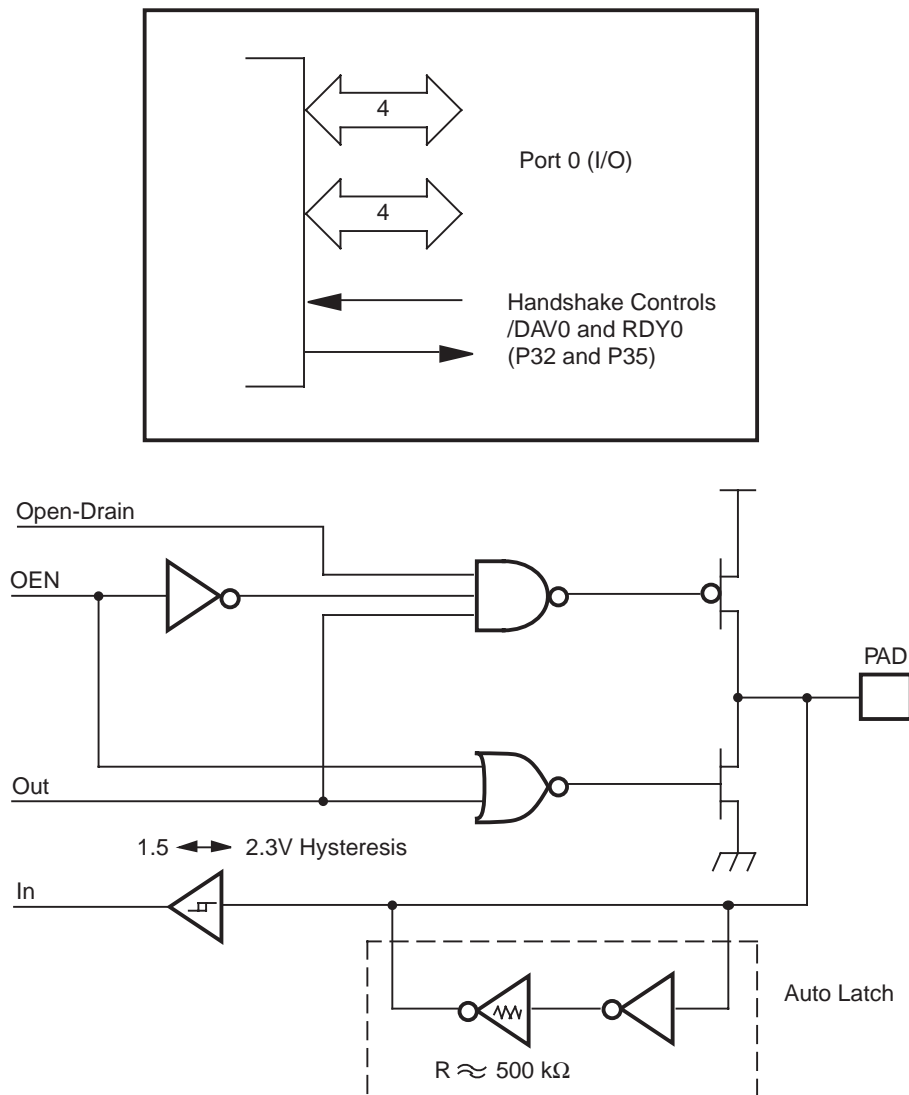 4
Port 0 (I/O)
4
Handshake Controls
/DAV0 and RDY0
(P32 and P35)
Open-Drain
OEN
PAD
Out
1.5 2.3V Hysteresis
In
Auto Latch
R ≈ 500 kΩ